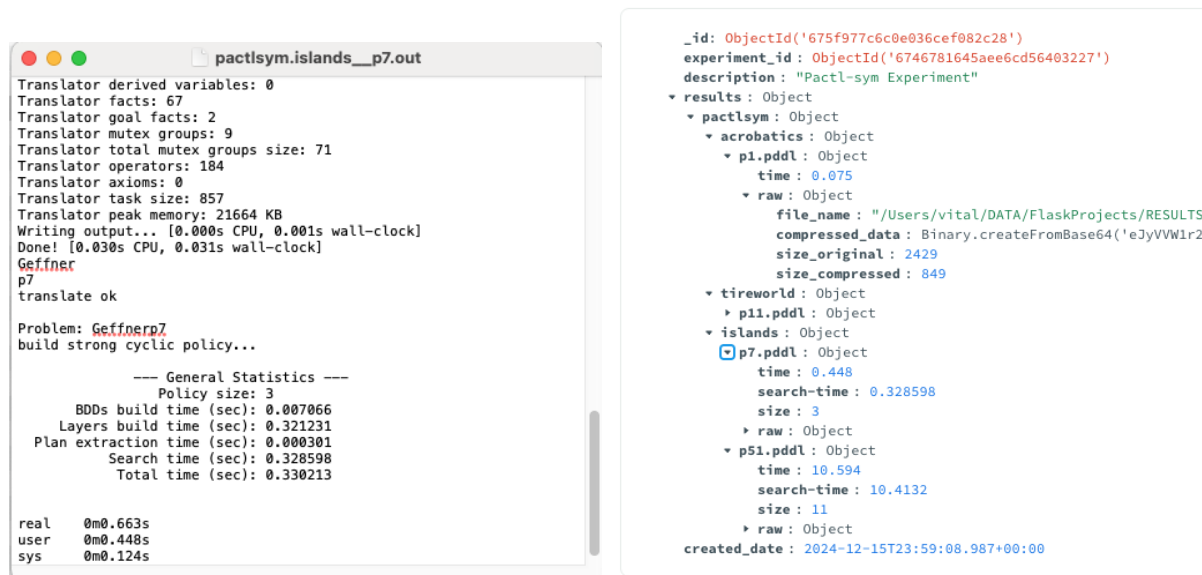 pactlsym.islands__p7.out
Translator derived variables: 0
Translator facts: 67
Translator goal facts: 2
Translator mutex groups: 9
Translator total mutex groups size: 71
Translator operators: 184
Translator axioms: 0
Translator task size: 857
Translator peak memory: 21664 KB
Writing output... [0.000s CPU, 0.001s wall-clock]
Done! [0.030s CPU, 0.031s wall-clock]
Geffner
p7
translate ok
Problem: Geffnerp7
build strong cyclic policy...
--- General Statistics ---
Policy size: 3
BDDs build time (sec): 0.007066
Layers build time (sec): 0.321231
Plan extraction time (sec): 0.000301
Search time (sec): 0.328598
Total time (sec): 0.330213
real 0m0.663s
user 0m0.448s
sys 0m0.124s
_id: ObjectId('675f977c6c0e036cef082c28')
experiment_id : ObjectId('6746781645aee6cd56403227')
description : "Pactl-sym Experiment"
results : Object
pactlsym : Object
acrobatics : Object
p1.pddl : Object
time : 0.075
raw : Object
file_name : "/Users/vital/DATA/FlaskProjects/RESULTS
compressed_data : Binary.createFromBase64('eJyVVW1r2
size_original : 2429
size_compressed : 849
tireworld : Object
p11.pddl : Object
islands : Object
p7.pddl : Object
time : 0.448
search-time : 0.328598
size : 3
raw : Object
p51.pddl : Object
time : 10.594
search-time : 10.4132
size : 11
raw : Object
created_date : 2024-12-15T23:59:08.987+00:00